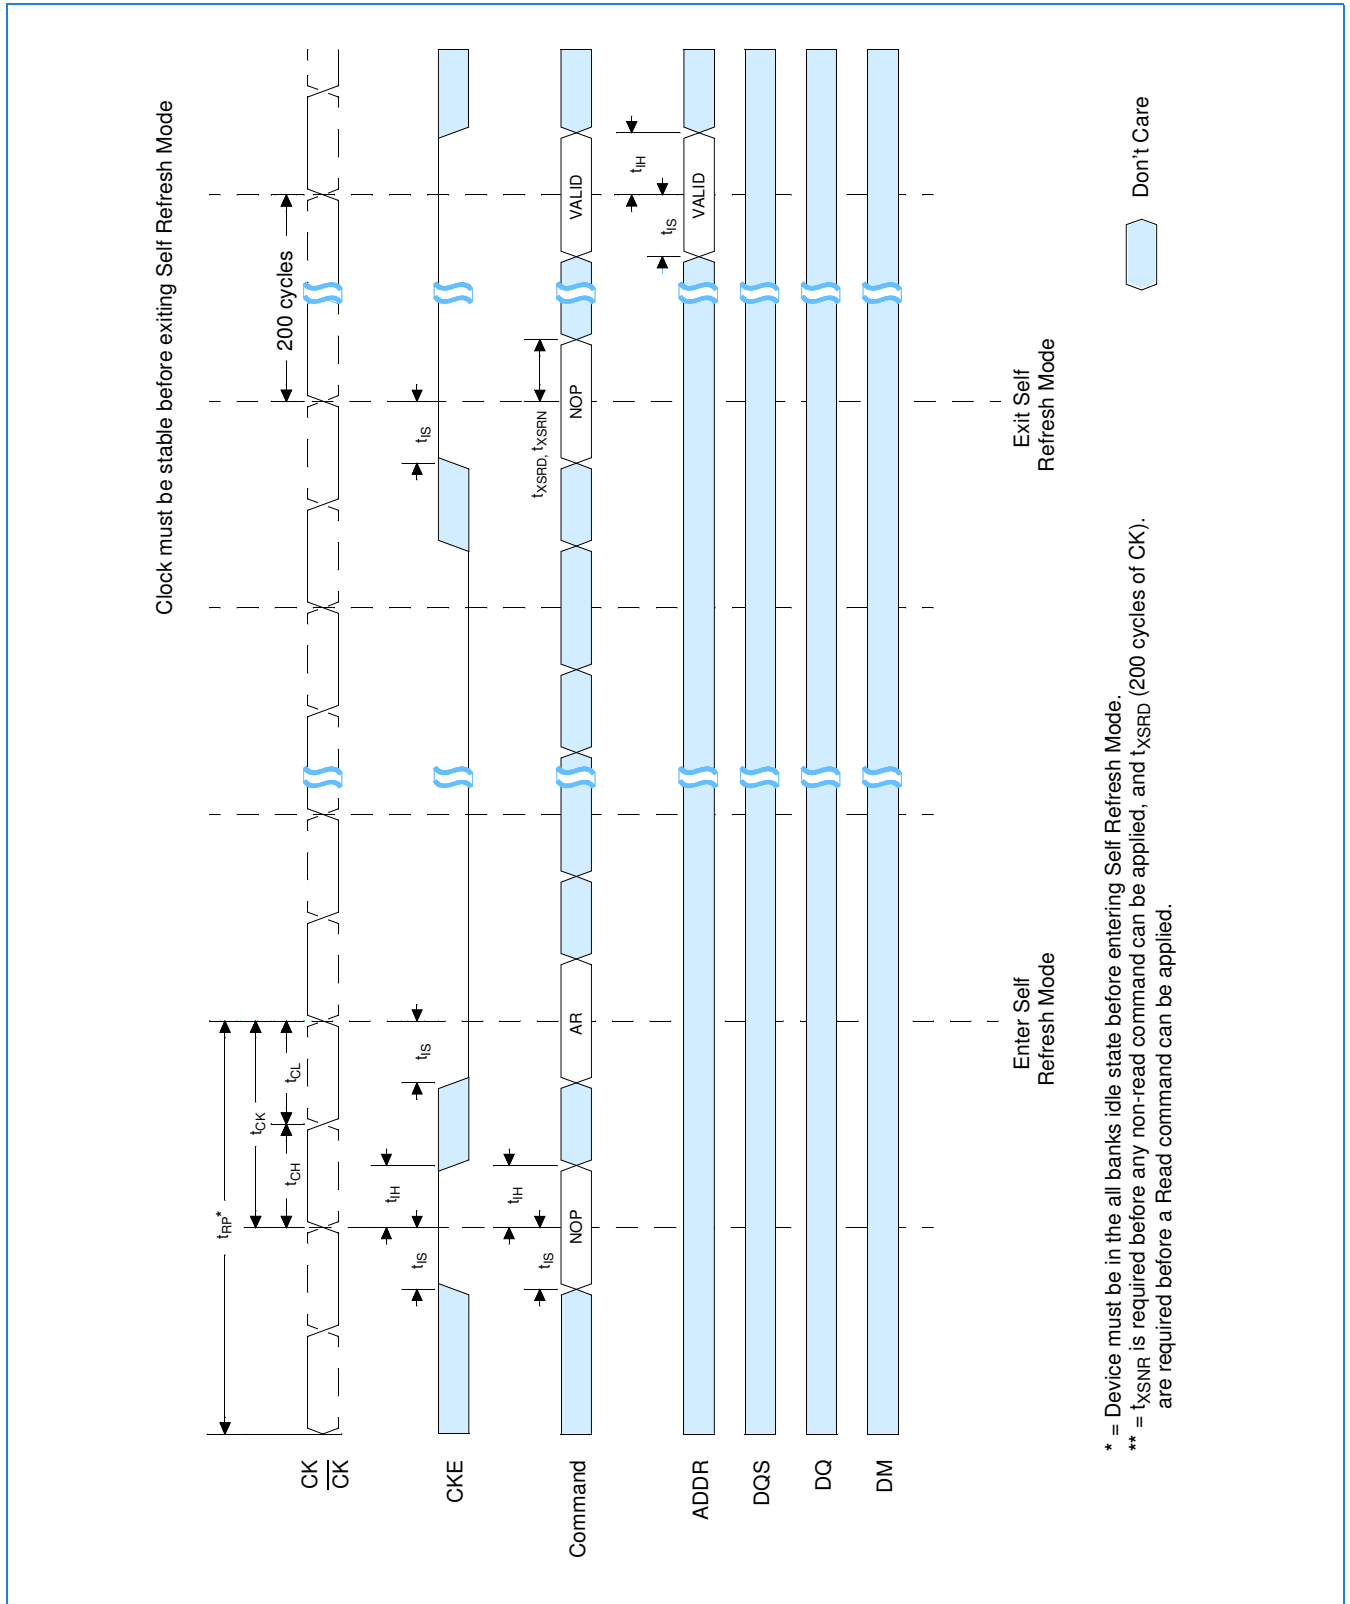 Clock must be stable before exiting Self Refresh Mode
tRP*
tCK
tCH
tCL
200 cycles
CK
CK
tIS
tIH
tIS
tIS
CKE
tIS
tIH
tXSRD, tXSRN
Command
NOP
AR
NOP
VALID
tIS
tIH
ADDR
VALID
DQS
DQ
DM
Enter Self
Refresh Mode
Exit Self
Refresh Mode
* = Device must be in the all banks idle state before entering Self Refresh Mode.
** = tXSNR is required before any non-read command can be applied, and tXSRD (200 cycles of CK).
are required before a Read command can be applied.
Don't Care